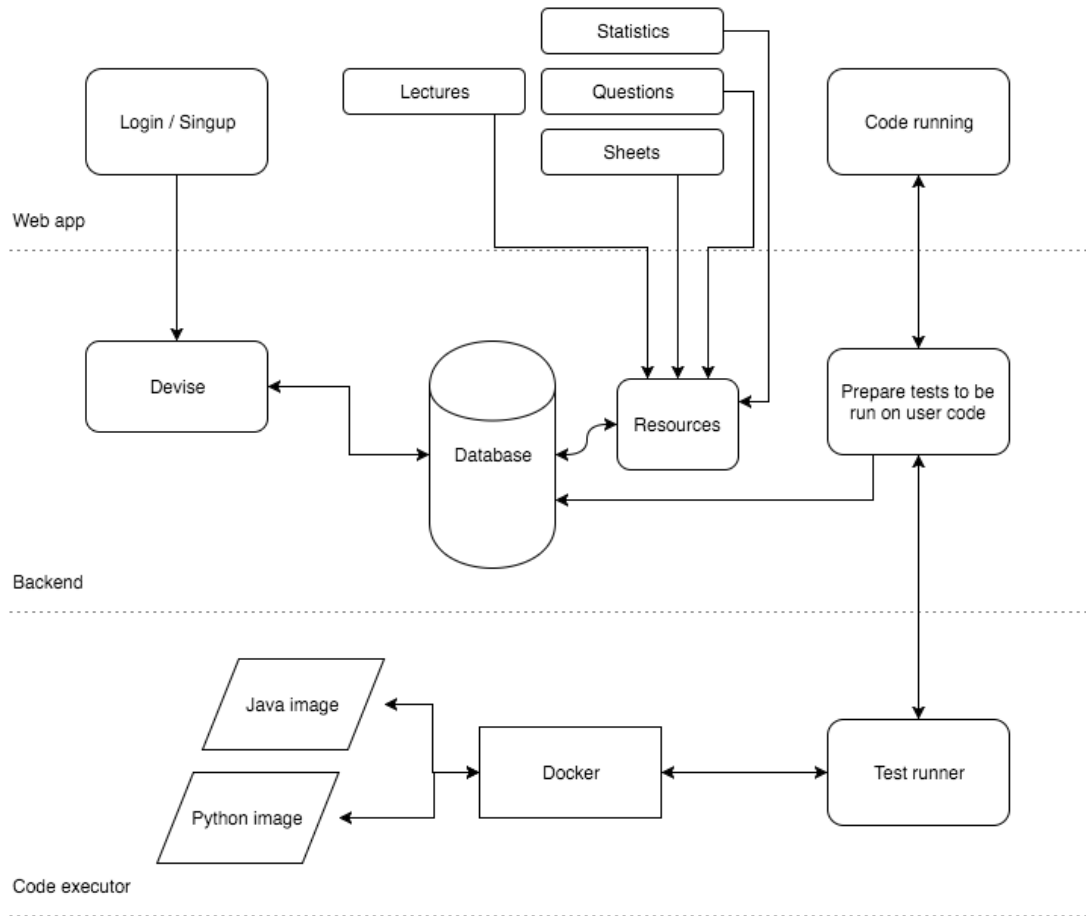 Statistics
Lectures
Questions
Login / Singup
Code running
Sheets
Web app
Devise
Prepare tests to be
run on user code
Resources
Database
Backend
Java image
Docker
Test runner
Python image
Code executor